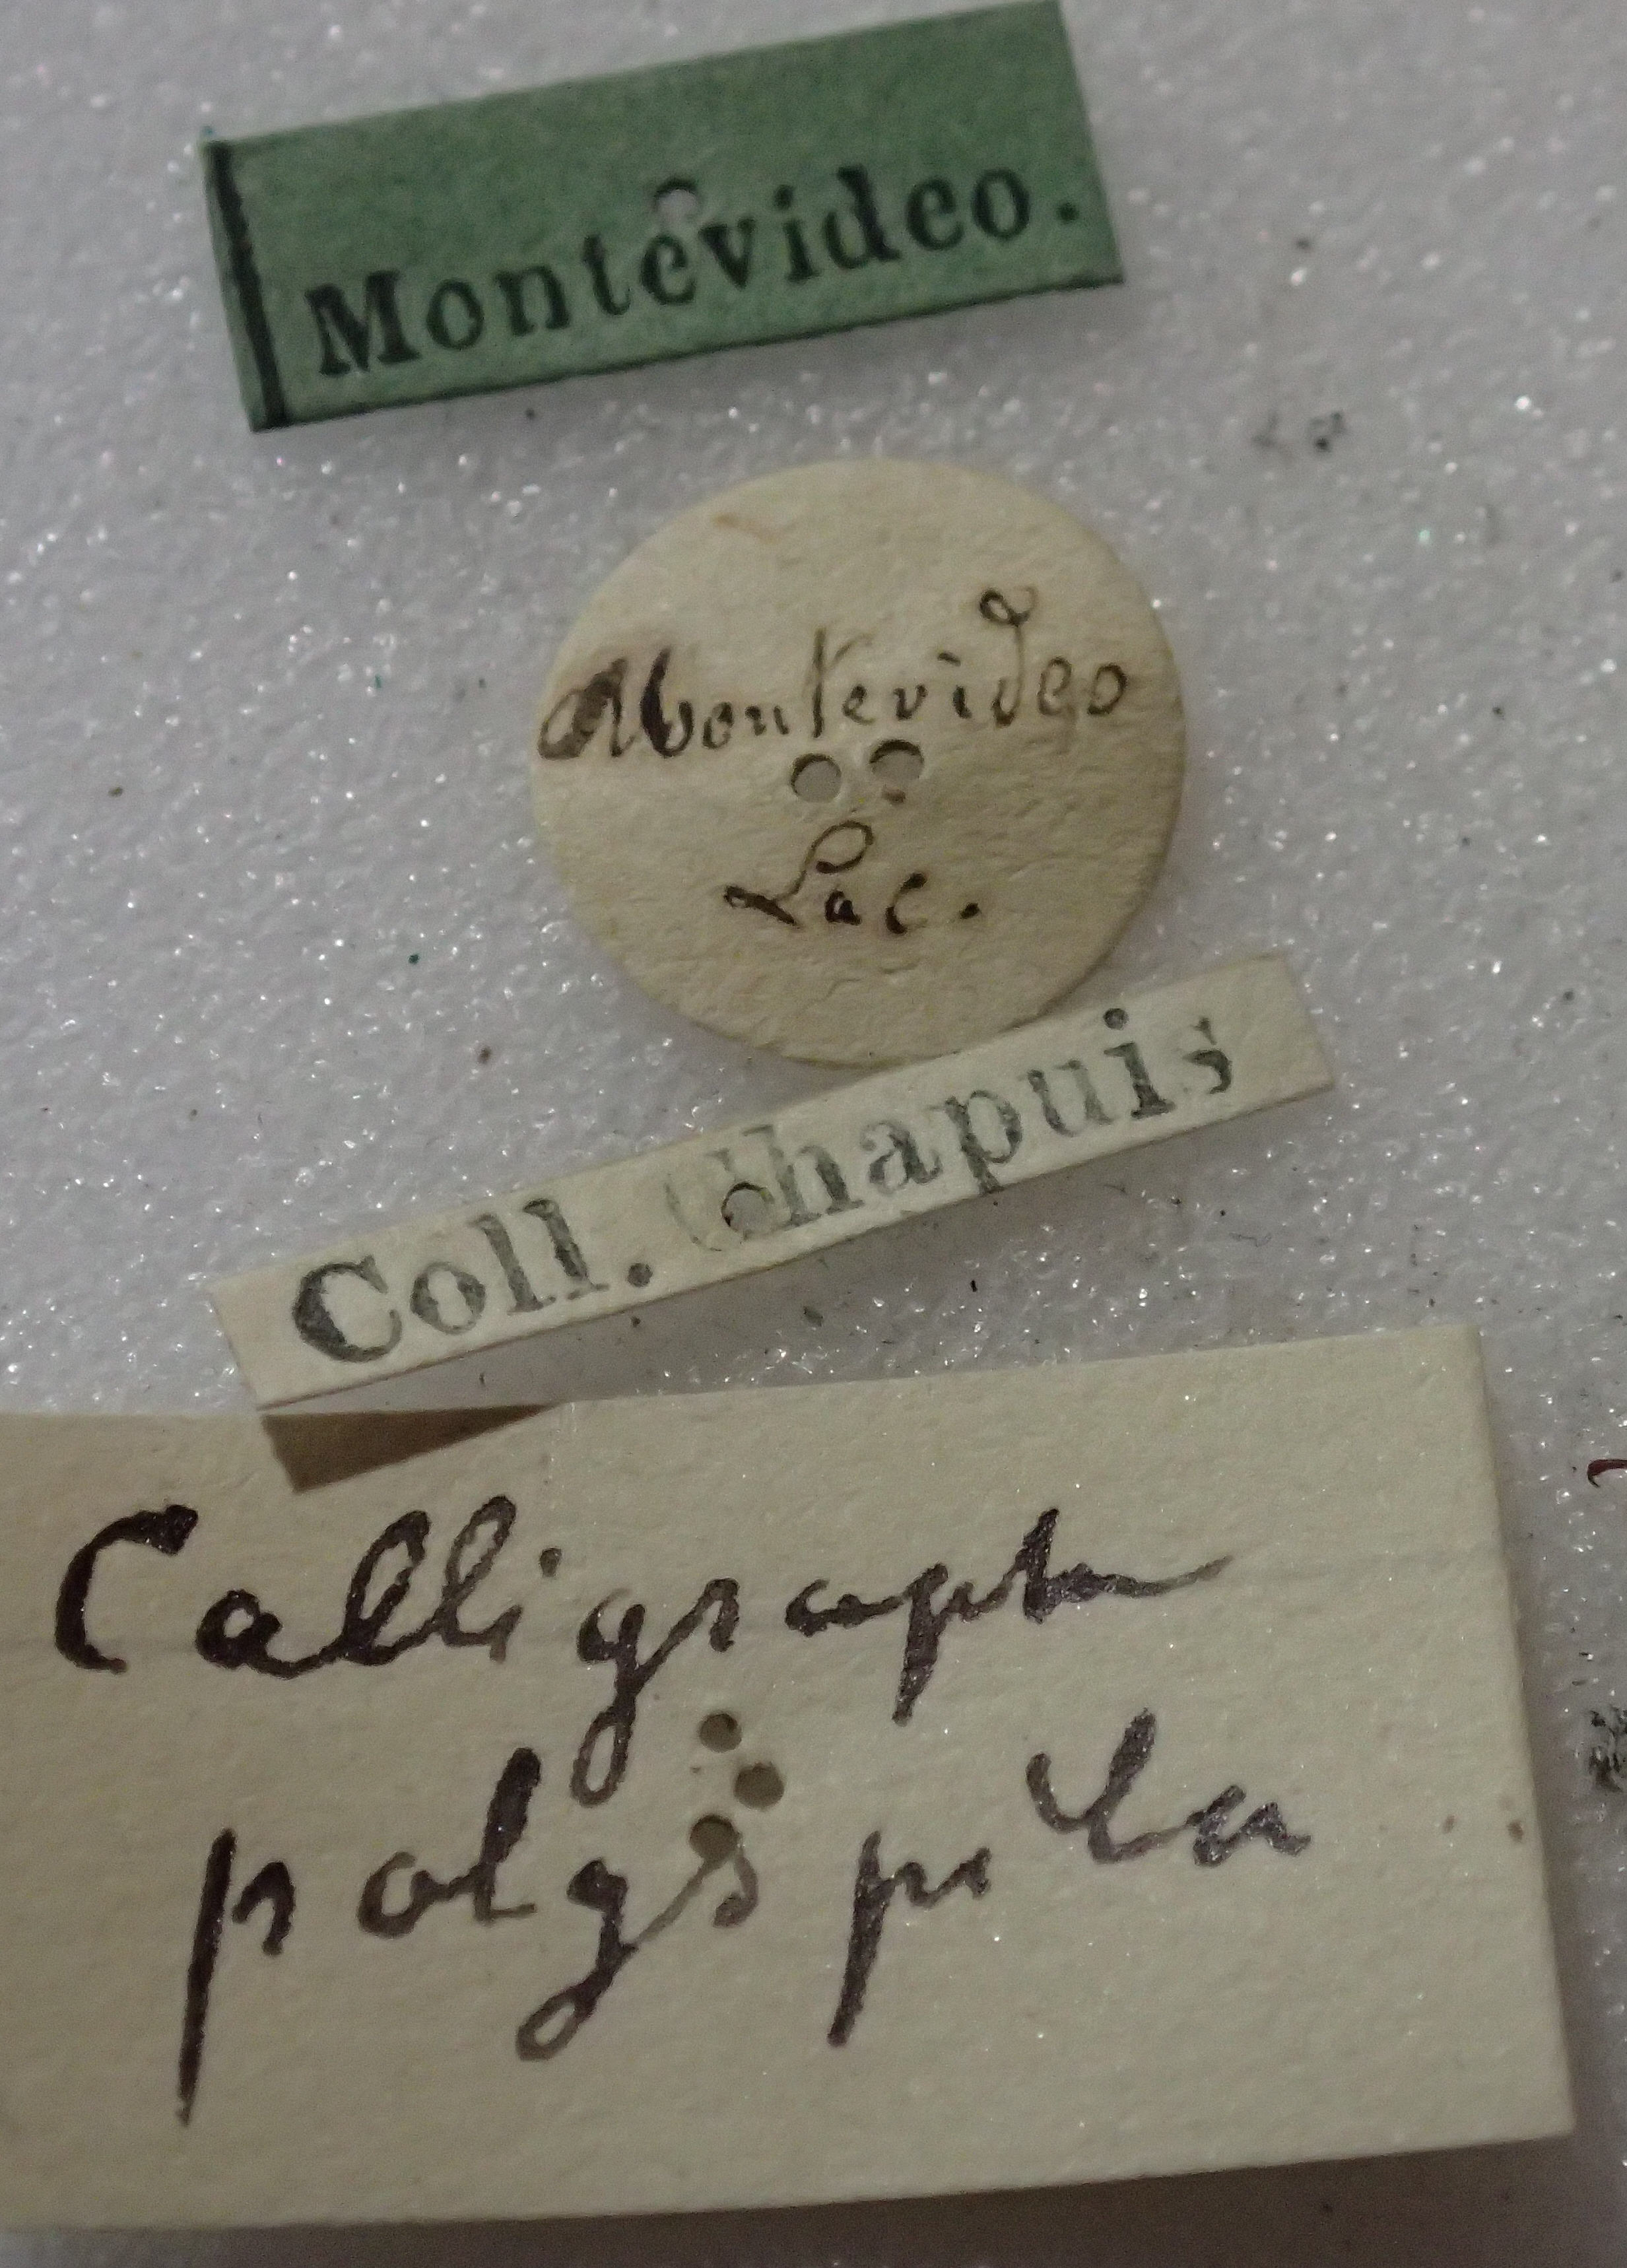 Montevideo.
Montevideo
Lac.
Coll. Chapuis
Calligrapha
polyspila